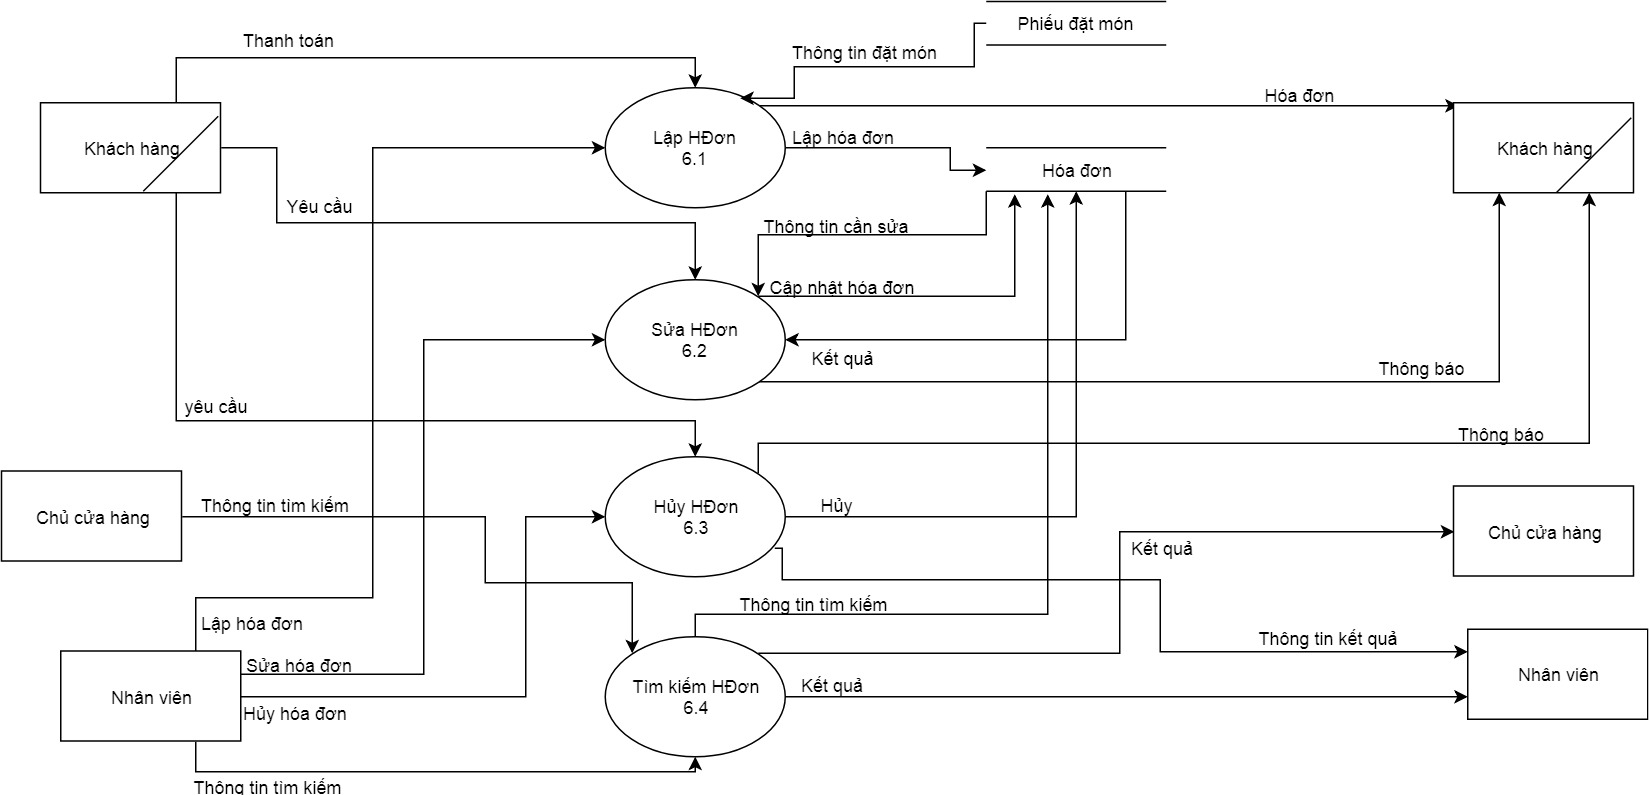 Phiếu đặt món
Thanh toán
Thông tin đặt món
Hóa đơn
Khách hàng
Lập HĐơn
6.1
Lập hóa đơn
Khách hàng
Hóa đơn
Yêu cầu
Thông tin cần sửa
Cập nhật hóa đơn
Sửa HĐơn
6.2
Kết quả
Thông báo
yêu cầu
Thông báo
Chủ cửa hàng
Thông tin tìm kiếm
Hủy HĐơn
6.3
Hủy
Chủ cửa hàng
Kết quả
Thông tin tìm kiếm
Lập hóa đơn
Thông tin kết quả
Sửa hóa đơn
Nhân viên
Tìm kiếm HĐơn
6.4
Kết quả
Nhân viên
Hủy hóa đơn
Thông tin tìm kiếm